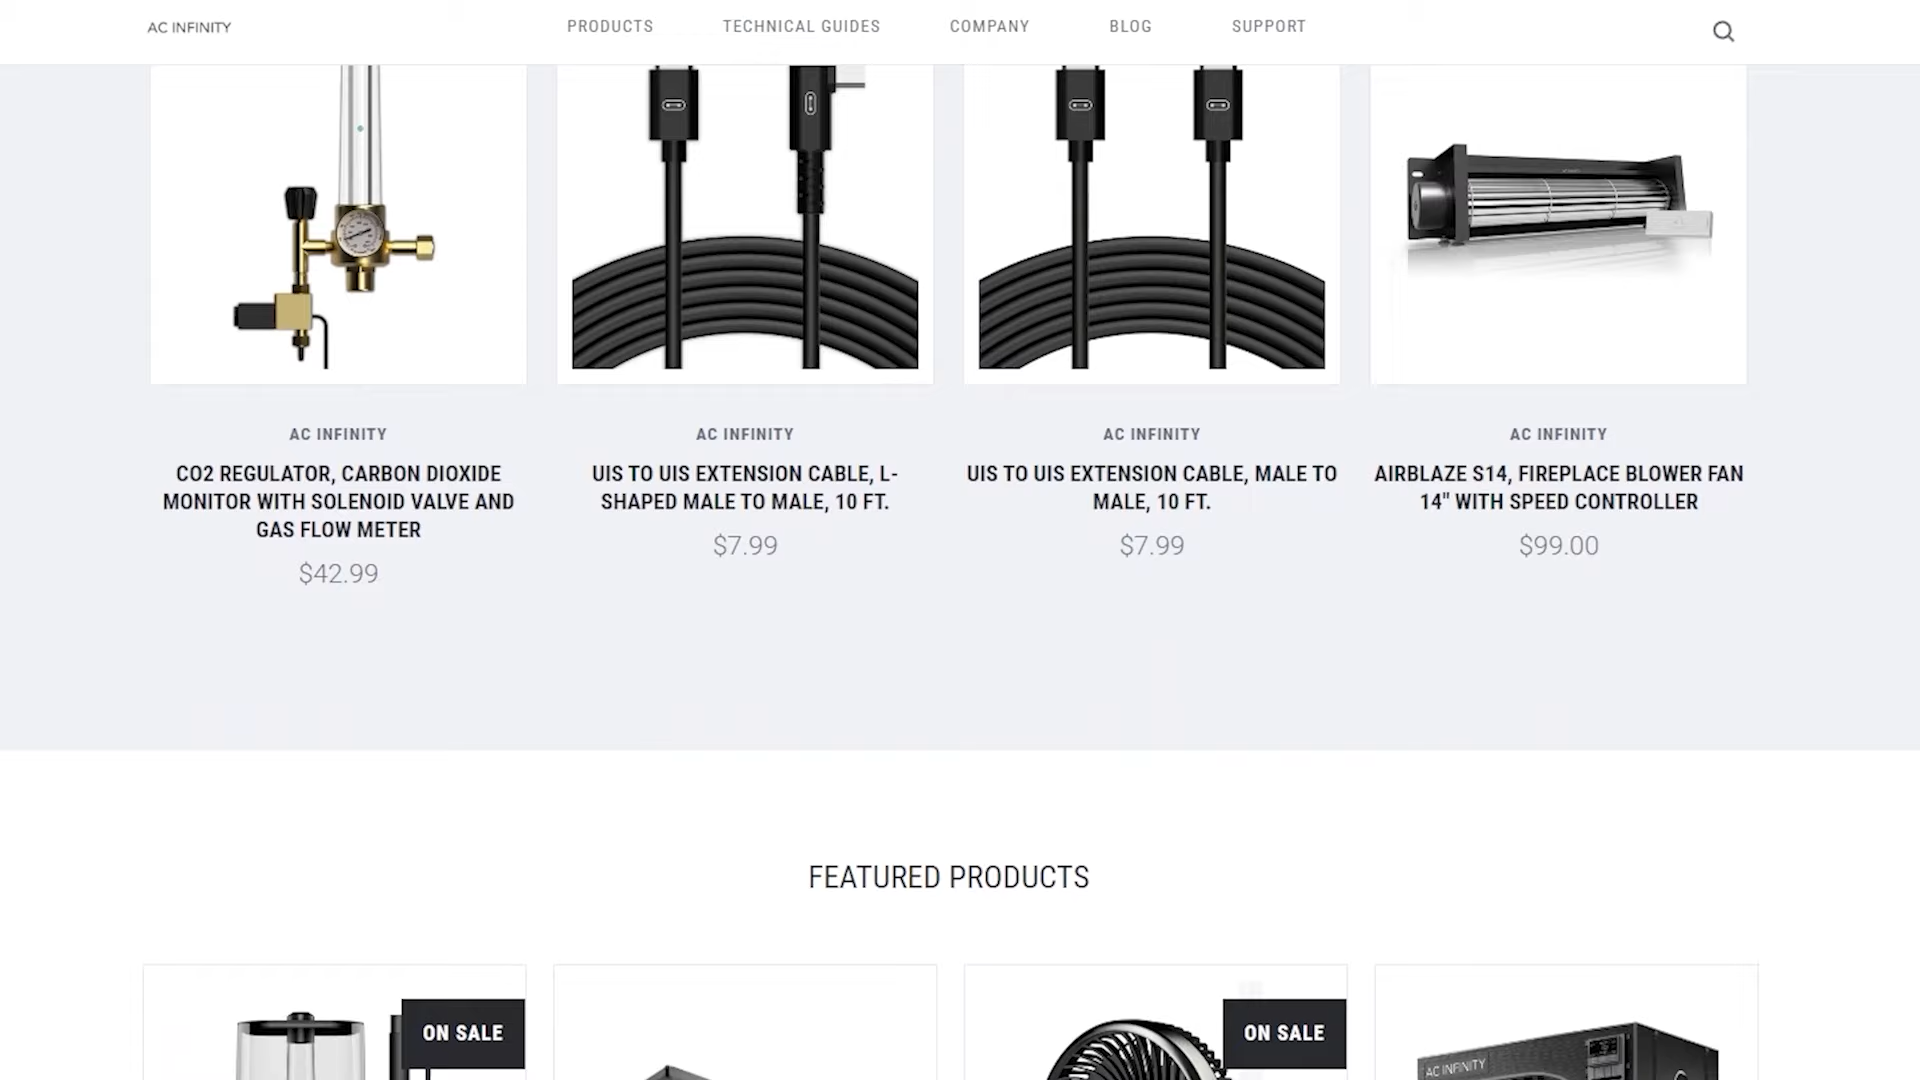 AC INFINITY
PRODUCTS
TECHNICAL GUIDES
COMPANY
BLOG
SUPPORT
AC INFINITY
CO2 REGULATOR, CARBON DIOXIDE
MONITOR WITH SOLENOID VALVE AND
GAS FLOW METER
$42.99
AC INFINITY
UIS TO UIS EXTENSION CABLE, L-
SHAPED MALE TO MALE, 10 FT.
$7.99
AC INFINITY
UIS TO UIS EXTENSION CABLE, MALE TO
MALE, 10 FT.
$7.99
AC INFINITY
AIRBLAZE S14, FIREPLACE BLOWER FAN
14" WITH SPEED CONTROLLER
$99.00
FEATURED PRODUCTS
ON SALE
ON SALE
AC INFINITY